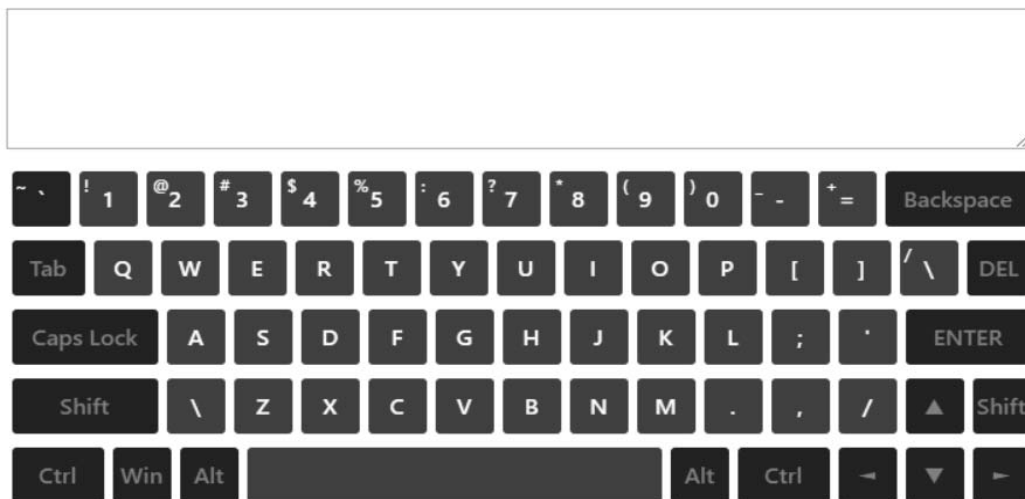 ~ ` ! 1 @ 2 # 3 $ 4 % 5 : 6 ? 7 * 8 ( 9 ) 0 _ - + = Backspace
Tab Q W E R T Y U I O P [ ] / \ DEL
Caps Lock A S D F G H J K L ; ' ENTER
Shift \ Z X C V B N M . , / ▲ Shift
Ctrl Win Alt Alt Ctrl ◄ ▼ ►